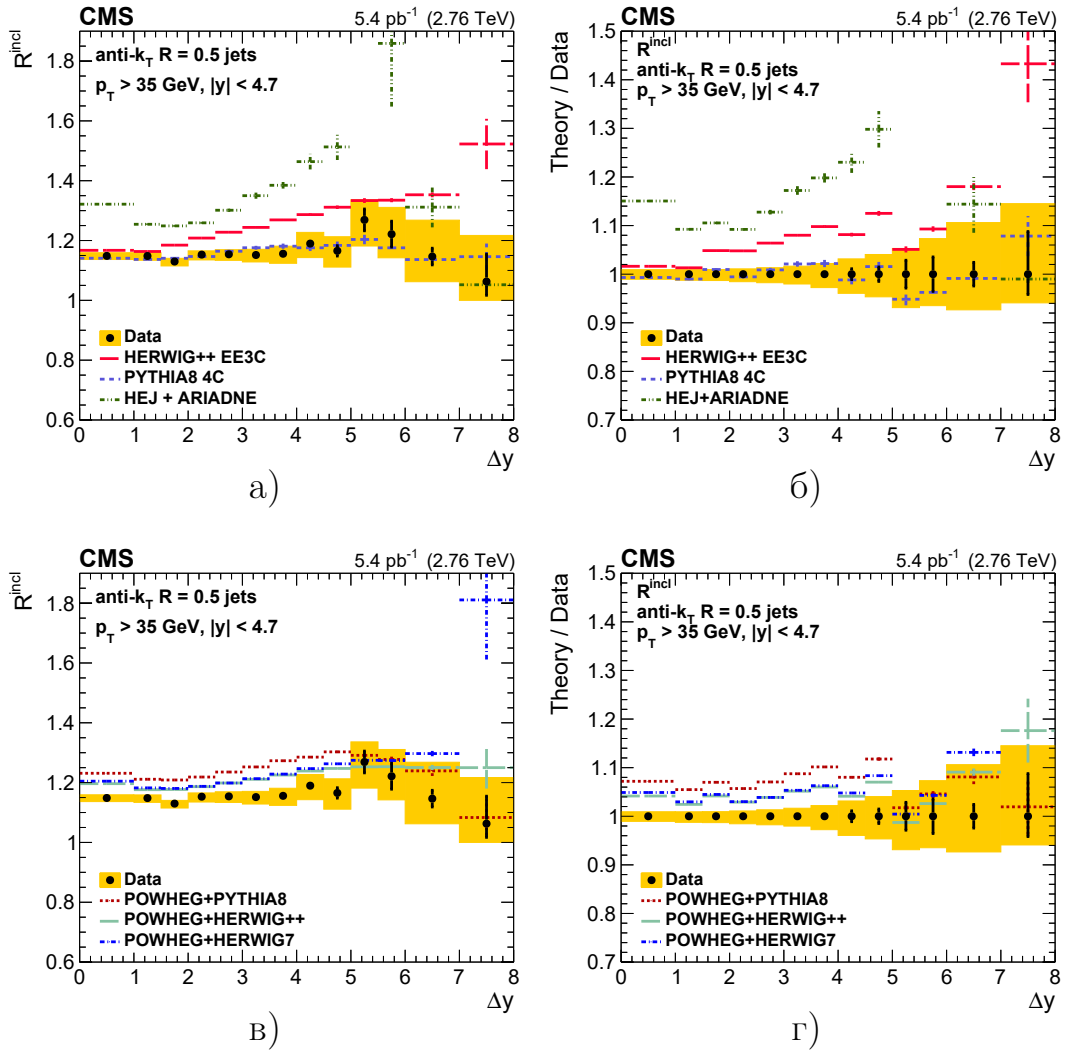 CMS 5.4 pb⁻¹ (2.76 TeV)
R^incl
anti-k_T R = 0.5 jets
p_T > 35 GeV, |y| < 4.7
1.8
1.6
1.4
1.2
1
0.8
0.6
Data
HERWIG++ EE3C
PYTHIA8 4C
HEJ + ARIADNE
0 1 2 3 4 5 6 7 8
Δy
а)
CMS 5.4 pb⁻¹ (2.76 TeV)
Theory / Data
R^incl
anti-k_T R = 0.5 jets
p_T > 35 GeV, |y| < 4.7
1.5
1.4
1.3
1.2
1.1
1
0.9
0.8
0.7
Data
HERWIG++ EE3C
PYTHIA8 4C
HEJ+ARIADNE
0 1 2 3 4 5 6 7 8
Δy
б)
CMS 5.4 pb⁻¹ (2.76 TeV)
R^incl
anti-k_T R = 0.5 jets
p_T > 35 GeV, |y| < 4.7
1.8
1.6
1.4
1.2
1
0.8
0.6
Data
POWHEG+PYTHIA8
POWHEG+HERWIG++
POWHEG+HERWIG7
0 1 2 3 4 5 6 7 8
Δy
в)
CMS 5.4 pb⁻¹ (2.76 TeV)
Theory / Data
R^incl
anti-k_T R = 0.5 jets
p_T > 35 GeV, |y| < 4.7
1.5
1.4
1.3
1.2
1.1
1
0.9
0.8
0.7
Data
POWHEG+PYTHIA8
POWHEG+HERWIG++
POWHEG+HERWIG7
0 1 2 3 4 5 6 7 8
Δy
г)